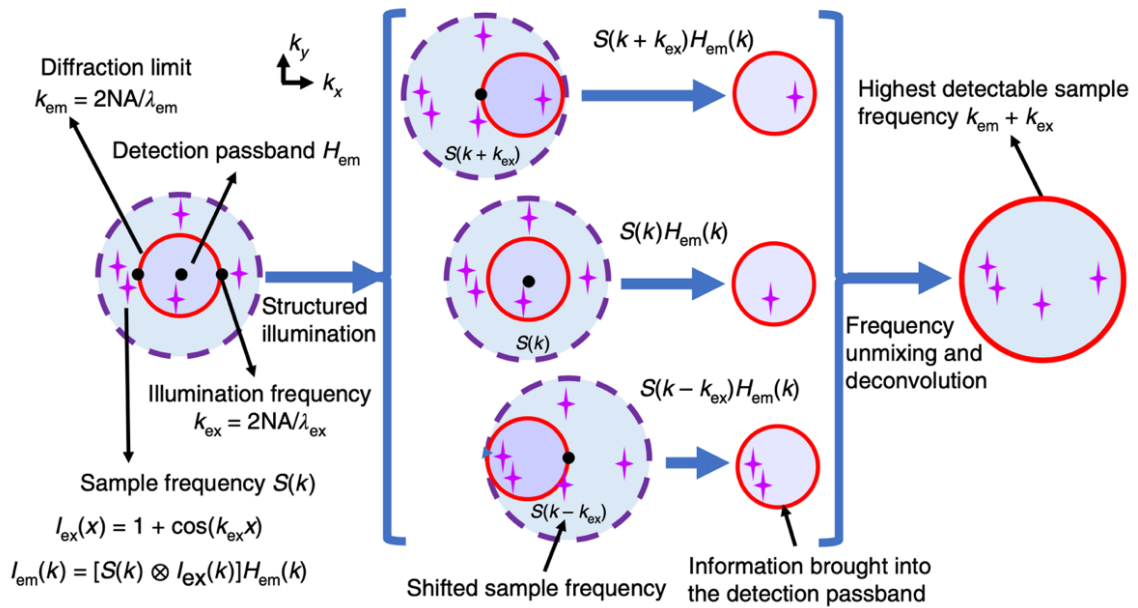 Diffraction limit
k_em = 2NA/λ_em
k_y
k_x
Detection passband H_em
Structured
illumination
Illumination frequency
k_ex = 2NA/λ_ex
Sample frequency S(k)
I_ex(x) = 1 + cos(k_ex x)
I_em(k) = [S(k) ⊗ I_ex(k)]H_em(k)
S(k + k_ex)
S(k + k_ex)H_em(k)
S(k)
S(k)H_em(k)
S(k − k_ex)
S(k − k_ex)H_em(k)
Shifted sample frequency
Information brought into
the detection passband
Frequency
unmixing and
deconvolution
Highest detectable sample
frequency k_em + k_ex